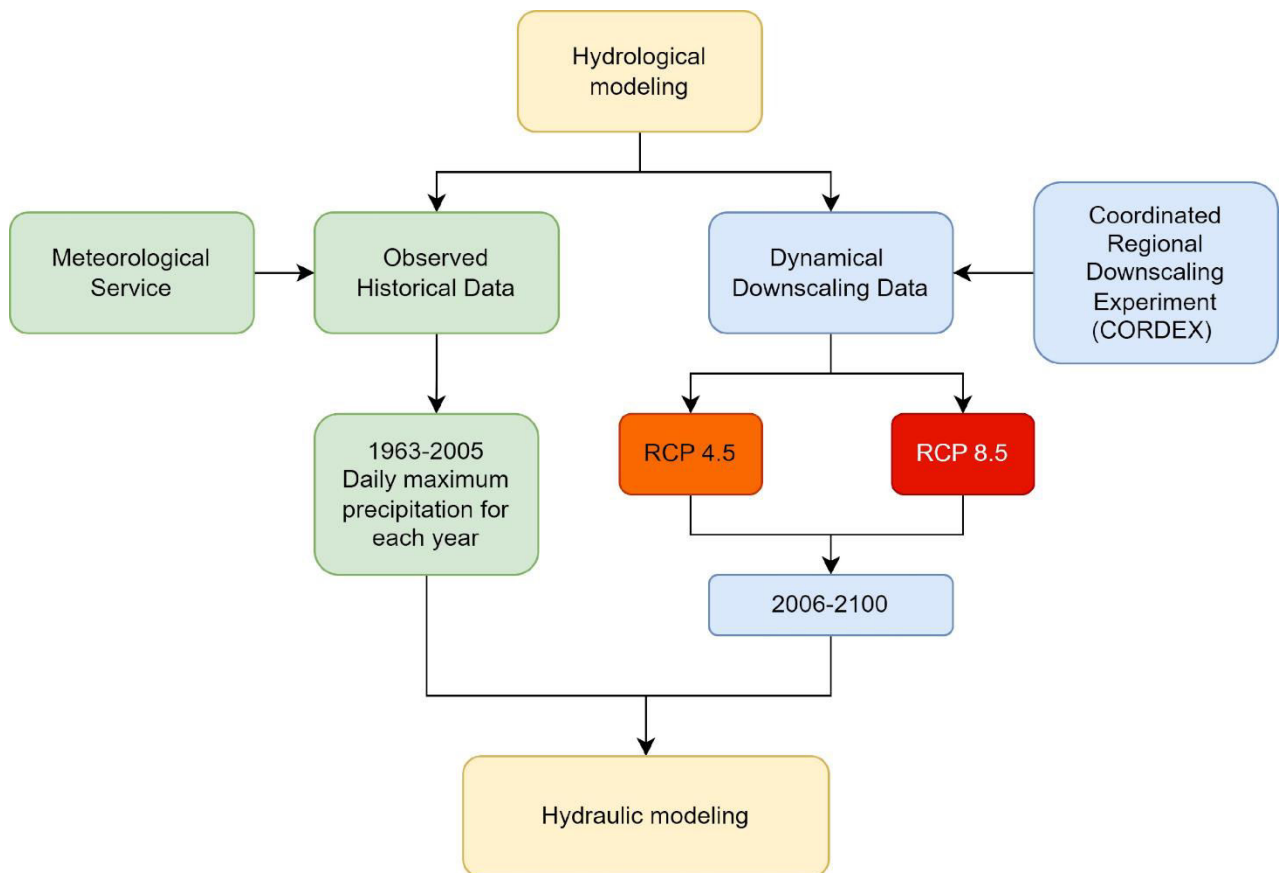 Hydrological
modeling
Meteorological
Service
Observed
Historical Data
Dynamical
Downscaling Data
Coordinated
Regional
Downscaling
Experiment
(CORDEX)
1963-2005
Daily maximum
precipitation for
each year
RCP 4.5
RCP 8.5
2006-2100
Hydraulic modeling